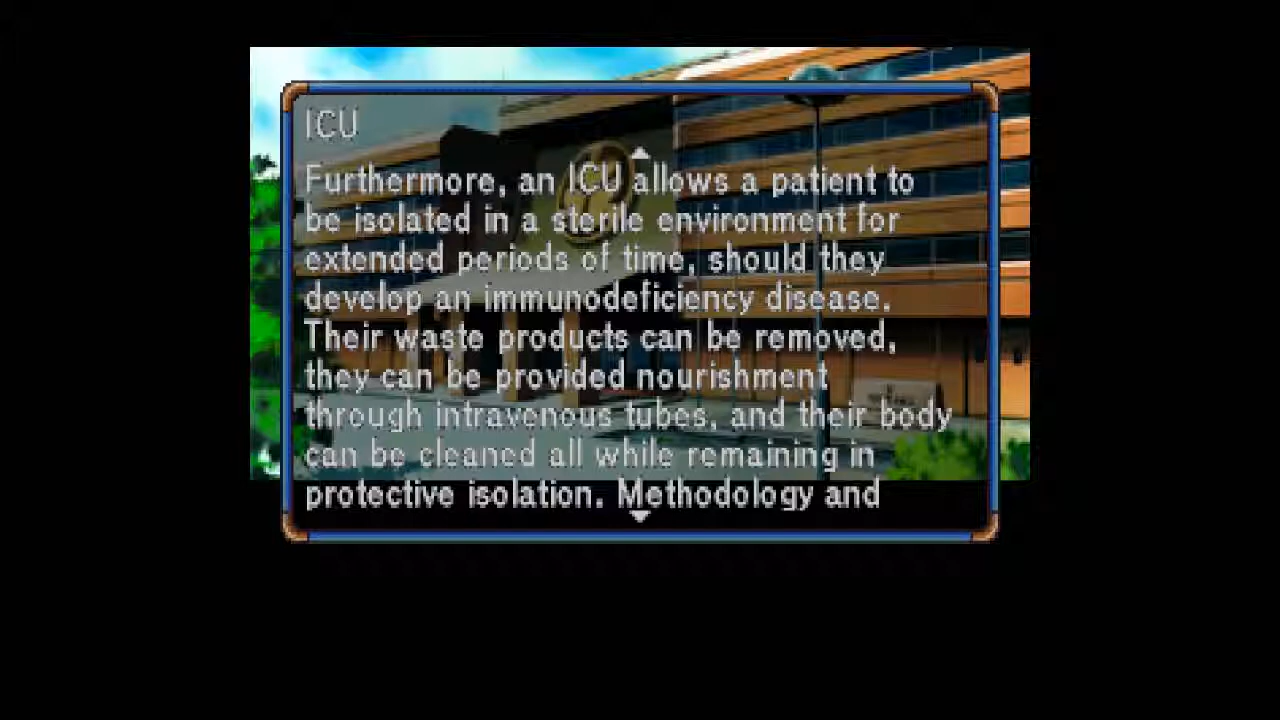 ICU
Furthermore, an ICU allows a patient to
be isolated in a sterile environment for
extended periods of time, should they
develop an immunodeficiency disease.
Their waste products can be removed,
they can be provided nourishment
through intravenous tubes, and their body
can be cleaned all while remaining in
protective isolation. Methodology and